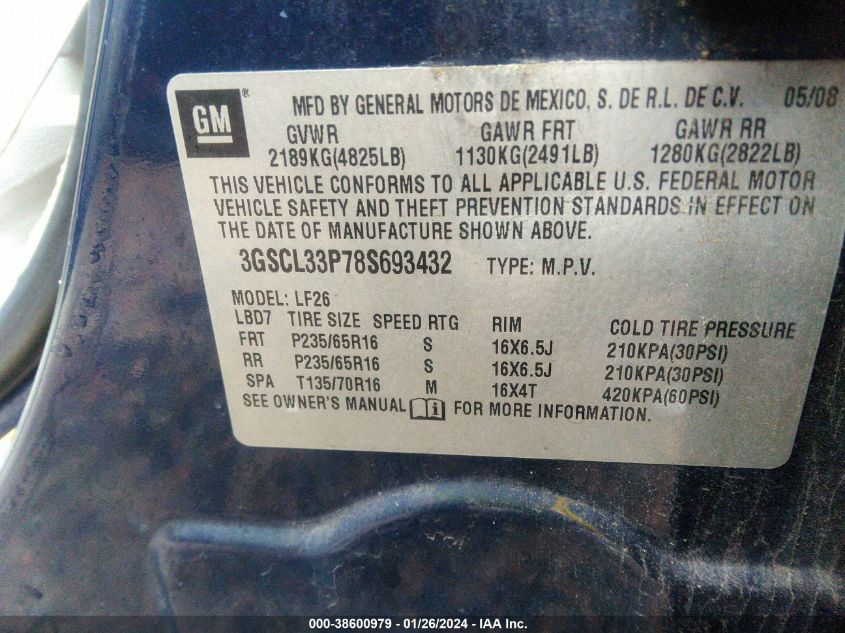 GM ® MFD BY GENERAL MOTORS DE MEXICO, S. DE R.L. DE C.V. 05/08
GVWR GAWR FRT GAWR RR
2189KG(4825LB) 1130KG(2491LB) 1280KG(2822LB)
THIS VEHICLE CONFORMS TO ALL APPLICABLE U.S. FEDERAL MOTOR
VEHICLE SAFETY AND THEFT PREVENTION STANDARDS IN EFFECT ON
THE DATE OF MANUFACTURE SHOWN ABOVE.
3GSCL33P78S693432 TYPE: M.P.V.
MODEL: LF26
LBD7 TIRE SIZE SPEED RTG RIM COLD TIRE PRESSURE
FRT P235/65R16 S 16X6.5J 210KPA(30PSI)
RR P235/65R16 S 16X6.5J 210KPA(30PSI)
SPA T135/70R16 M 16X4T 420KPA(60PSI)
SEE OWNER'S MANUAL i FOR MORE INFORMATION.
000-38600979 — 01/26/2024 — IAA Inc.